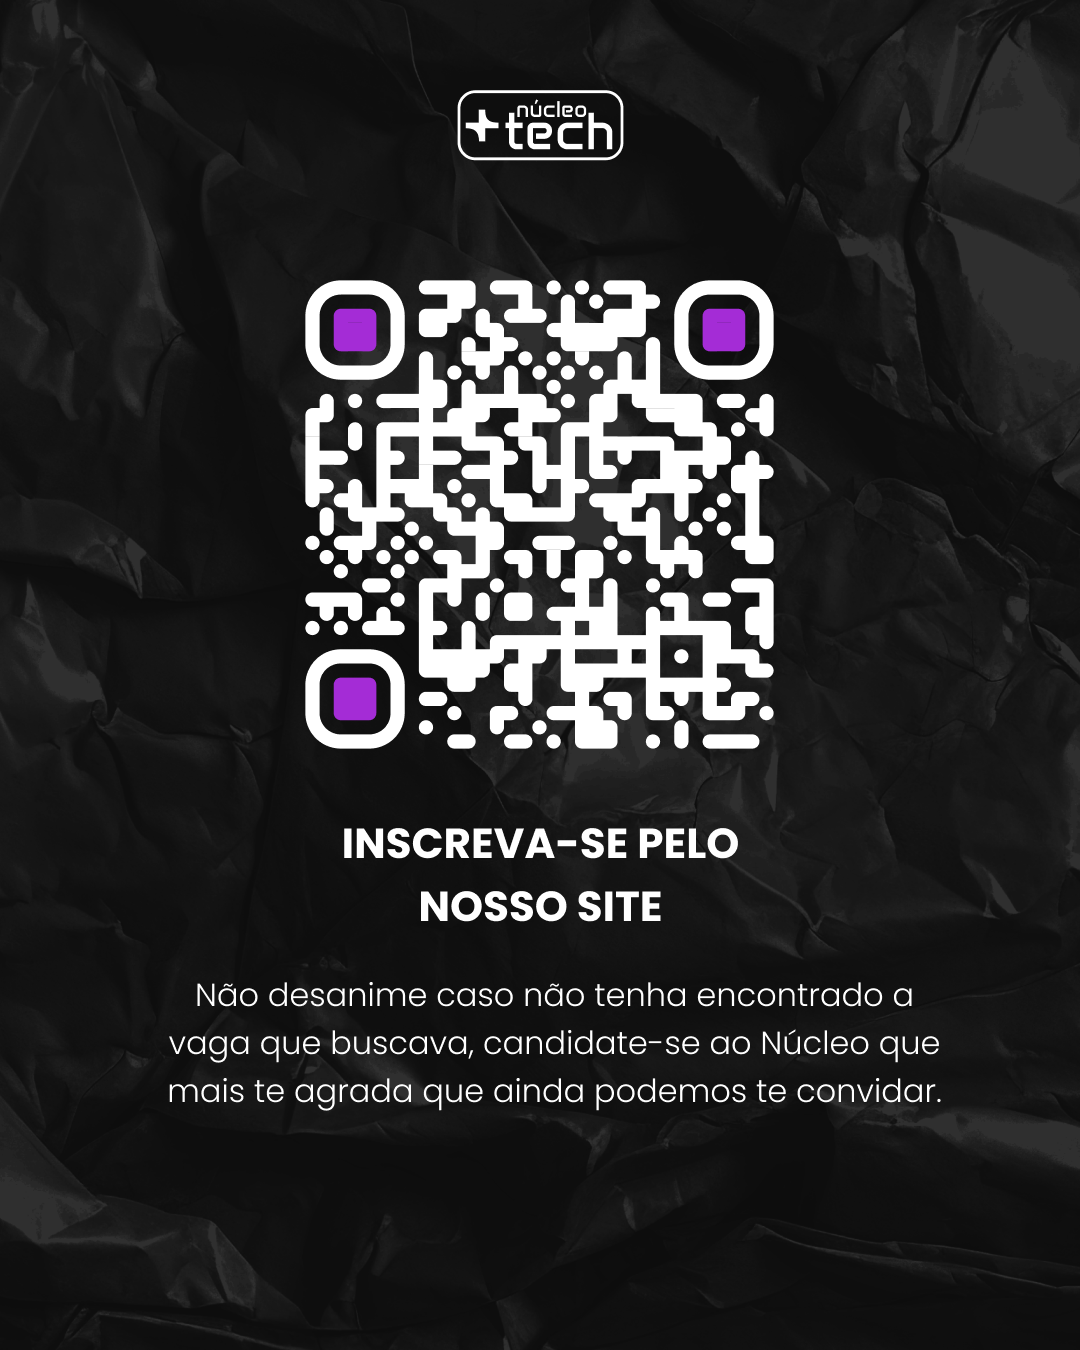 núcleo
tech
INSCREVA-SE PELO
NOSSO SITE
Não desanime caso não tenha encontrado a
vaga que buscava, candidate-se ao Núcleo que
mais te agrada que ainda podemos te convidar.